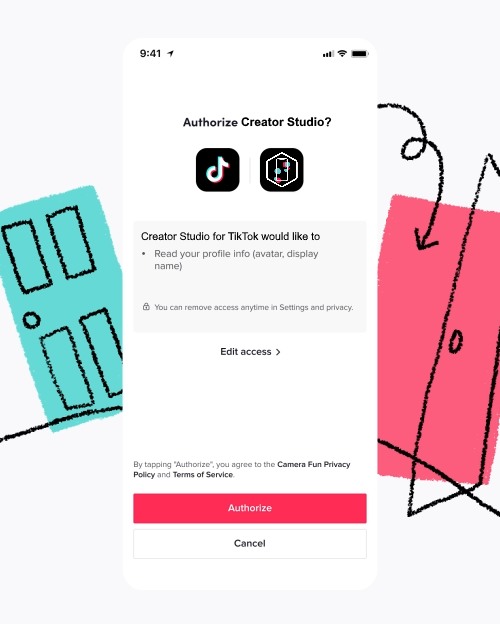 9:41
Authorize Creator Studio?
Creator Studio for TikTok would like to
• Read your profile info (avatar, display
name)
You can remove access anytime in Settings and privacy.
Edit access >
By tapping "Authorize", you agree to the Camera Fun Privacy
Policy and Terms of Service.
Authorize
Cancel